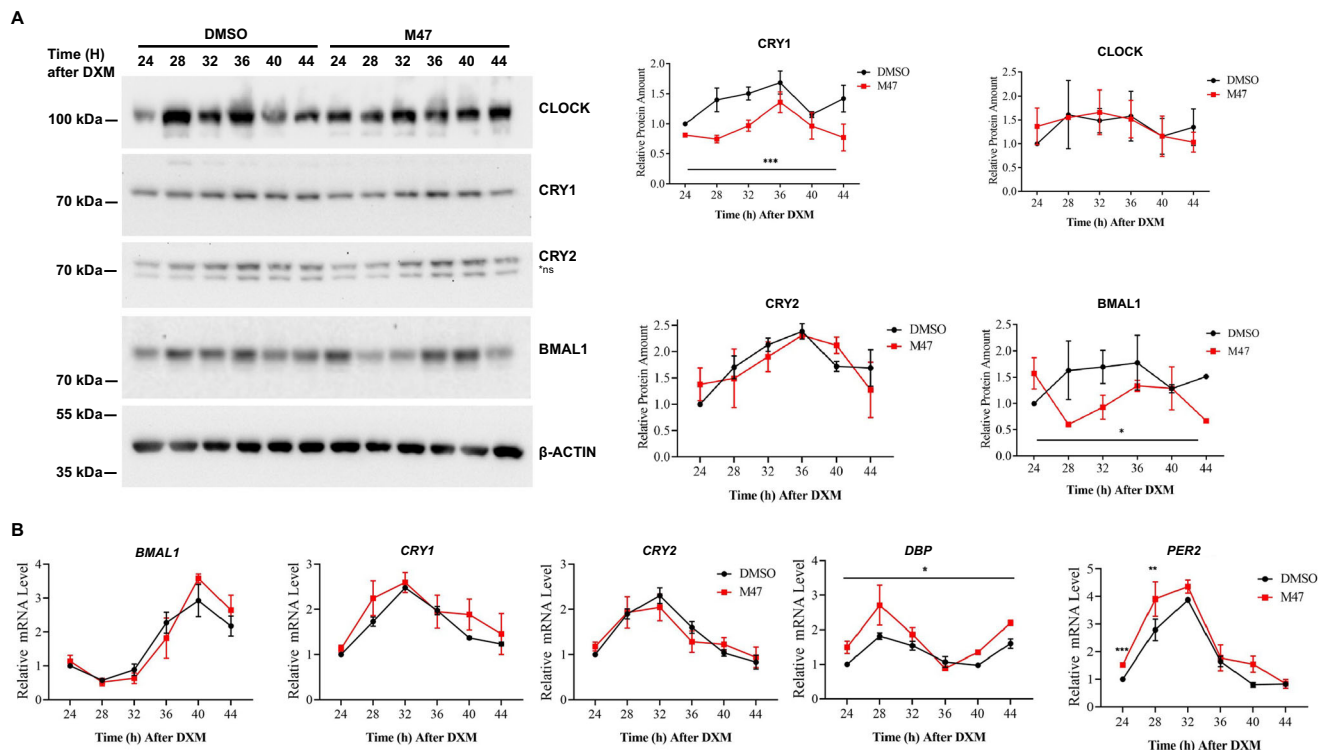 A
DMSO M47
Time (H)
after DXM
24 28 32 36 40 44 24 28 32 36 40 44
100 kDa
CLOCK
70 kDa
CRY1
70 kDa
CRY2
*ns
BMAL1
70 kDa
55 kDa
β-ACTIN
35 kDa
CRY1
DMSO
M47
Relative Protein Amount
2.0
1.5
1.0
0.5
0.0
***
24 28 32 36 40 44
Time (h) After DXM
CLOCK
DMSO
M47
Relative Protein Amount
2.5
2.0
1.5
1.0
0.5
0.0
24 28 32 36 40 44
Time (h) After DXM
CRY2
DMSO
M47
Relative Protein Amount
2.5
2.0
1.5
1.0
0.5
0.0
24 28 32 36 40 44
Time (h) After DXM
BMAL1
DMSO
M47
Relative Protein Amount
2.5
2.0
1.5
1.0
0.5
0.0
*
24 28 32 36 40 44
Time (h) After DXM
B
BMAL1
Relative mRNA Level
4
3
2
1
0
24 28 32 36 40 44
Time (h) After DXM
CRY1
Relative mRNA Level
3
2
1
0
24 28 32 36 40 44
Time (h) After DXM
CRY2
DMSO
M47
Relative mRNA Level
3
2
1
0
24 28 32 36 40 44
Time (h) After DXM
DBP
*
Relative mRNA Level
4
3
2
1
0
24 28 32 36 40 44
Time (h) After DXM
PER2
DMSO
M47
Relative mRNA Level
5
4
3
2
1
0
***
**
24 28 32 36 40 44
Time (h) After DXM